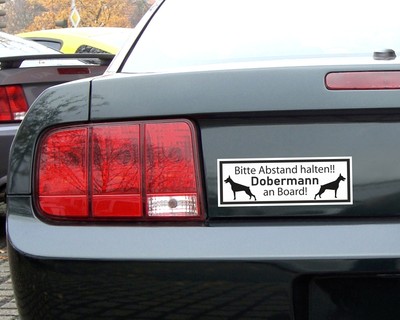 Bitte Abstand halten!!
Dobermann
an Board!